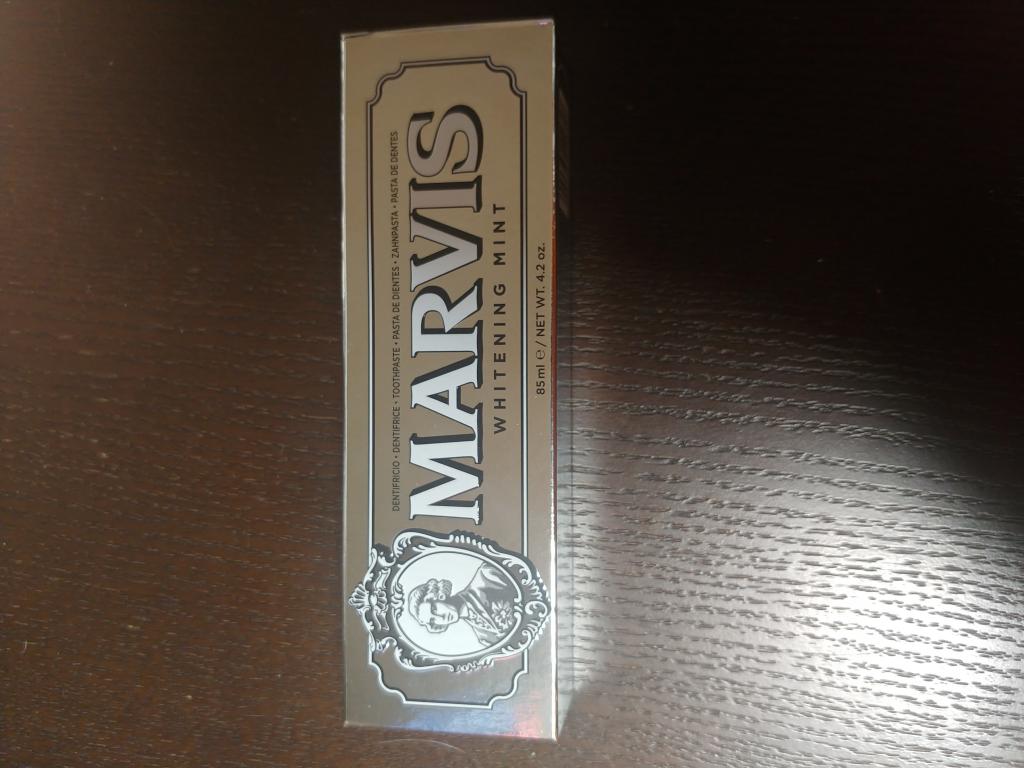 DENTIFRICIO • DENTIFRICE • TOOTHPASTE • PASTA DE DIENTES • ZAHNPASTA • PASTA DE DENTES
MARVIS
WHITENING MINT
85 ml ℮ / NET WT. 4.2 oz.